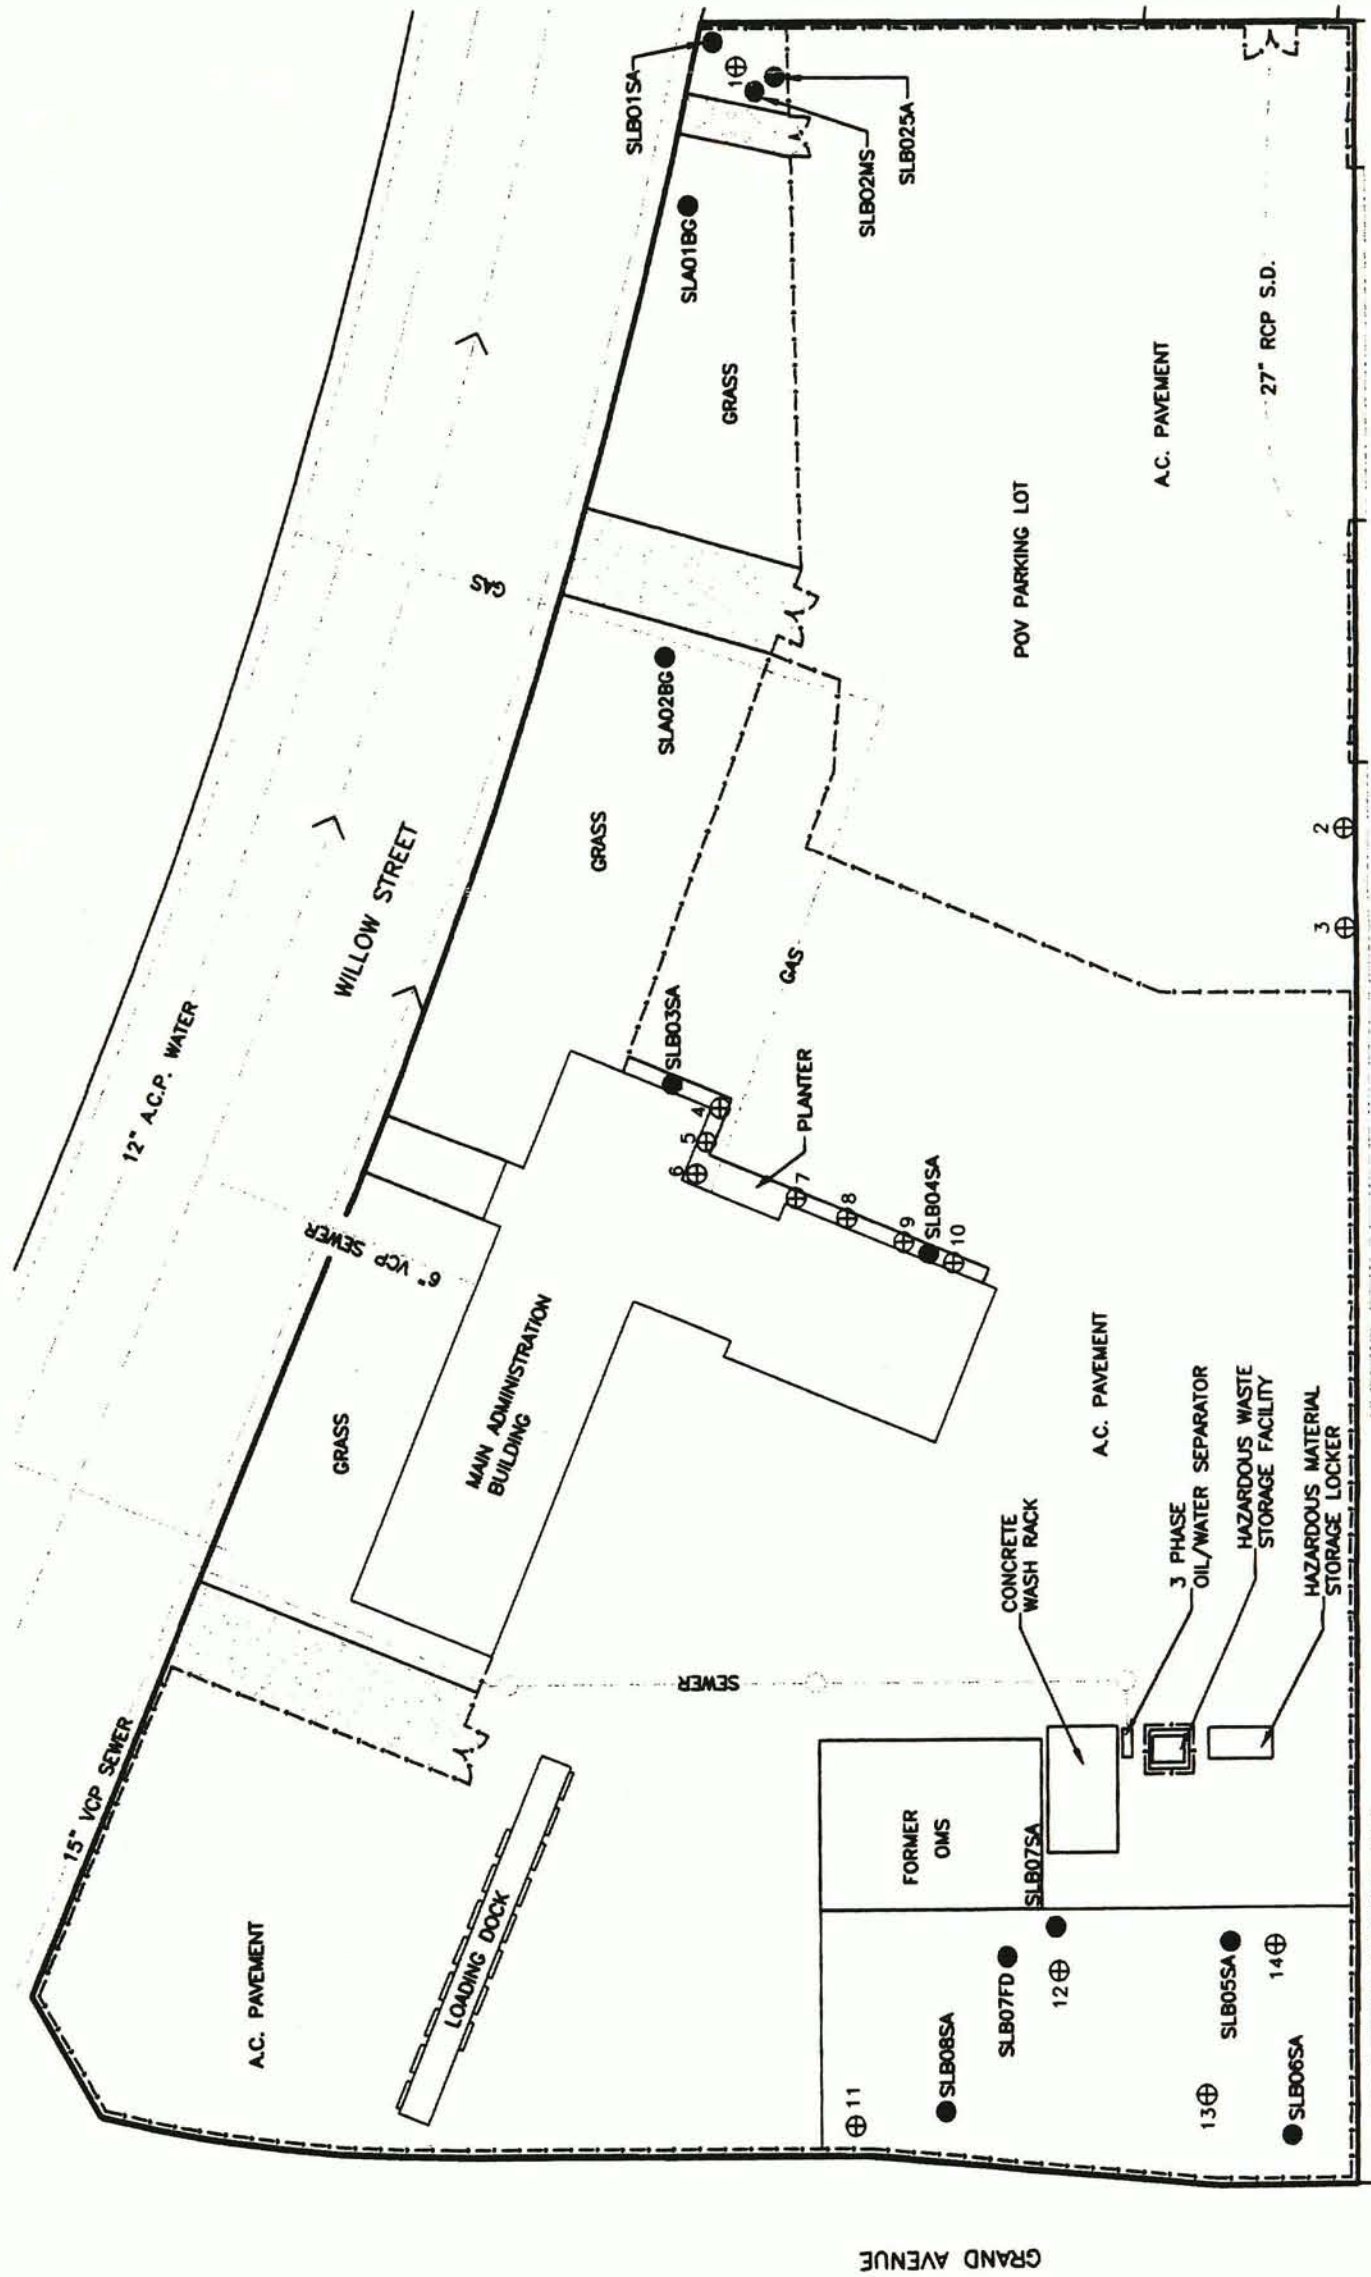 12" A.C.P. WATER
WILLOW STREET
15" VCP SEWER
6" VCP SEWER
GAS
SLB01SA
1
SLB02MS
SLB025A
SLA01BG
GRASS
SLA02BG
GRASS
GRASS
MAIN ADMINISTRATION
BUILDING
SLB03SA
4
5
6
PLANTER
GAS
7
8
9
SLB04SA
10
A.C. PAVEMENT
LOADING DOCK
SEWER
POV PARKING LOT
A.C. PAVEMENT
27" RCP S.D.
2
3
A.C. PAVEMENT
CONCRETE
WASH RACK
3 PHASE
OIL/WATER SEPARATOR
HAZARDOUS WASTE
STORAGE FACILITY
HAZARDOUS MATERIAL
STORAGE LOCKER
FORMER
OMS
SLB07SA
11
SLB08SA
SLB07FD
12
13
SLB05SA
14
SLB06SA
GRAND AVENUE